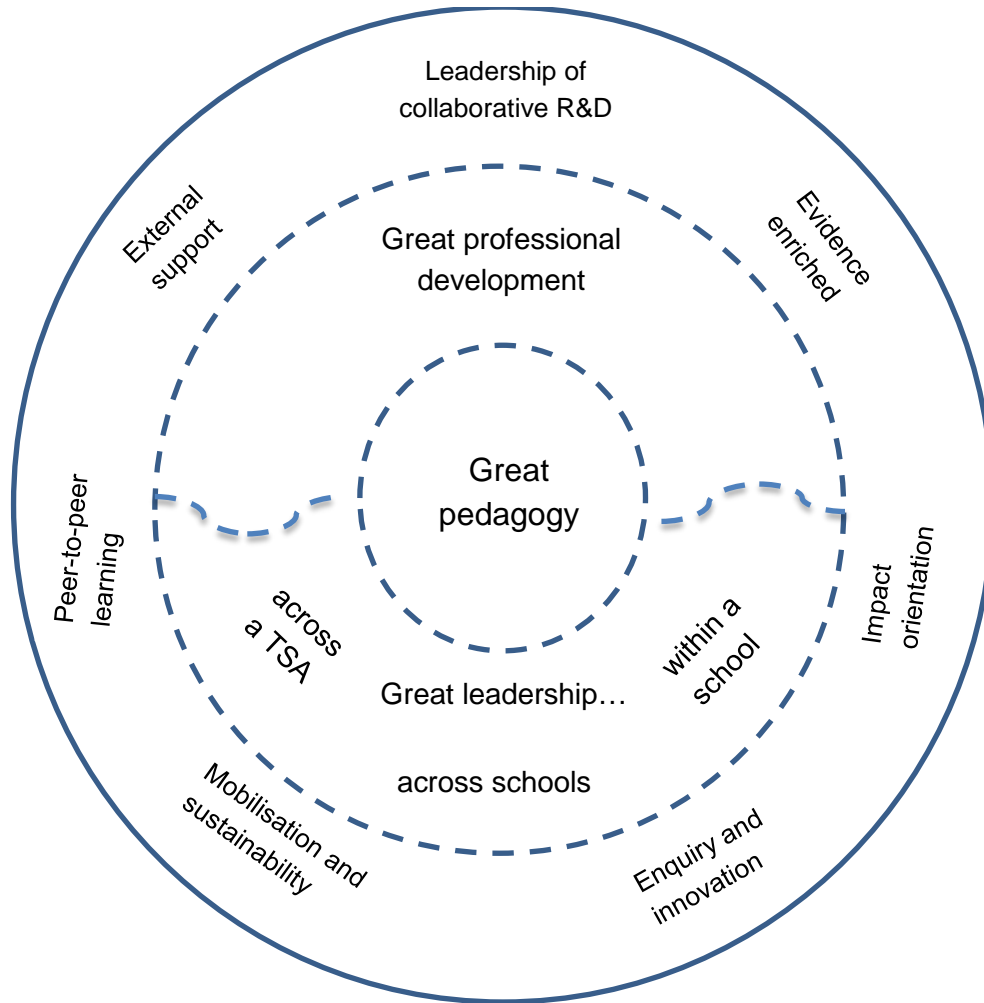 Leadership of
collaborative R&D
External
support
Evidence
enriched
Great professional
development
Great
pedagogy
Peer-to-peer
learning
Impact
orientation
across
a TSA
within a
school
Great leadership…
across schools
Mobilisation and
sustainability
Enquiry and
innovation